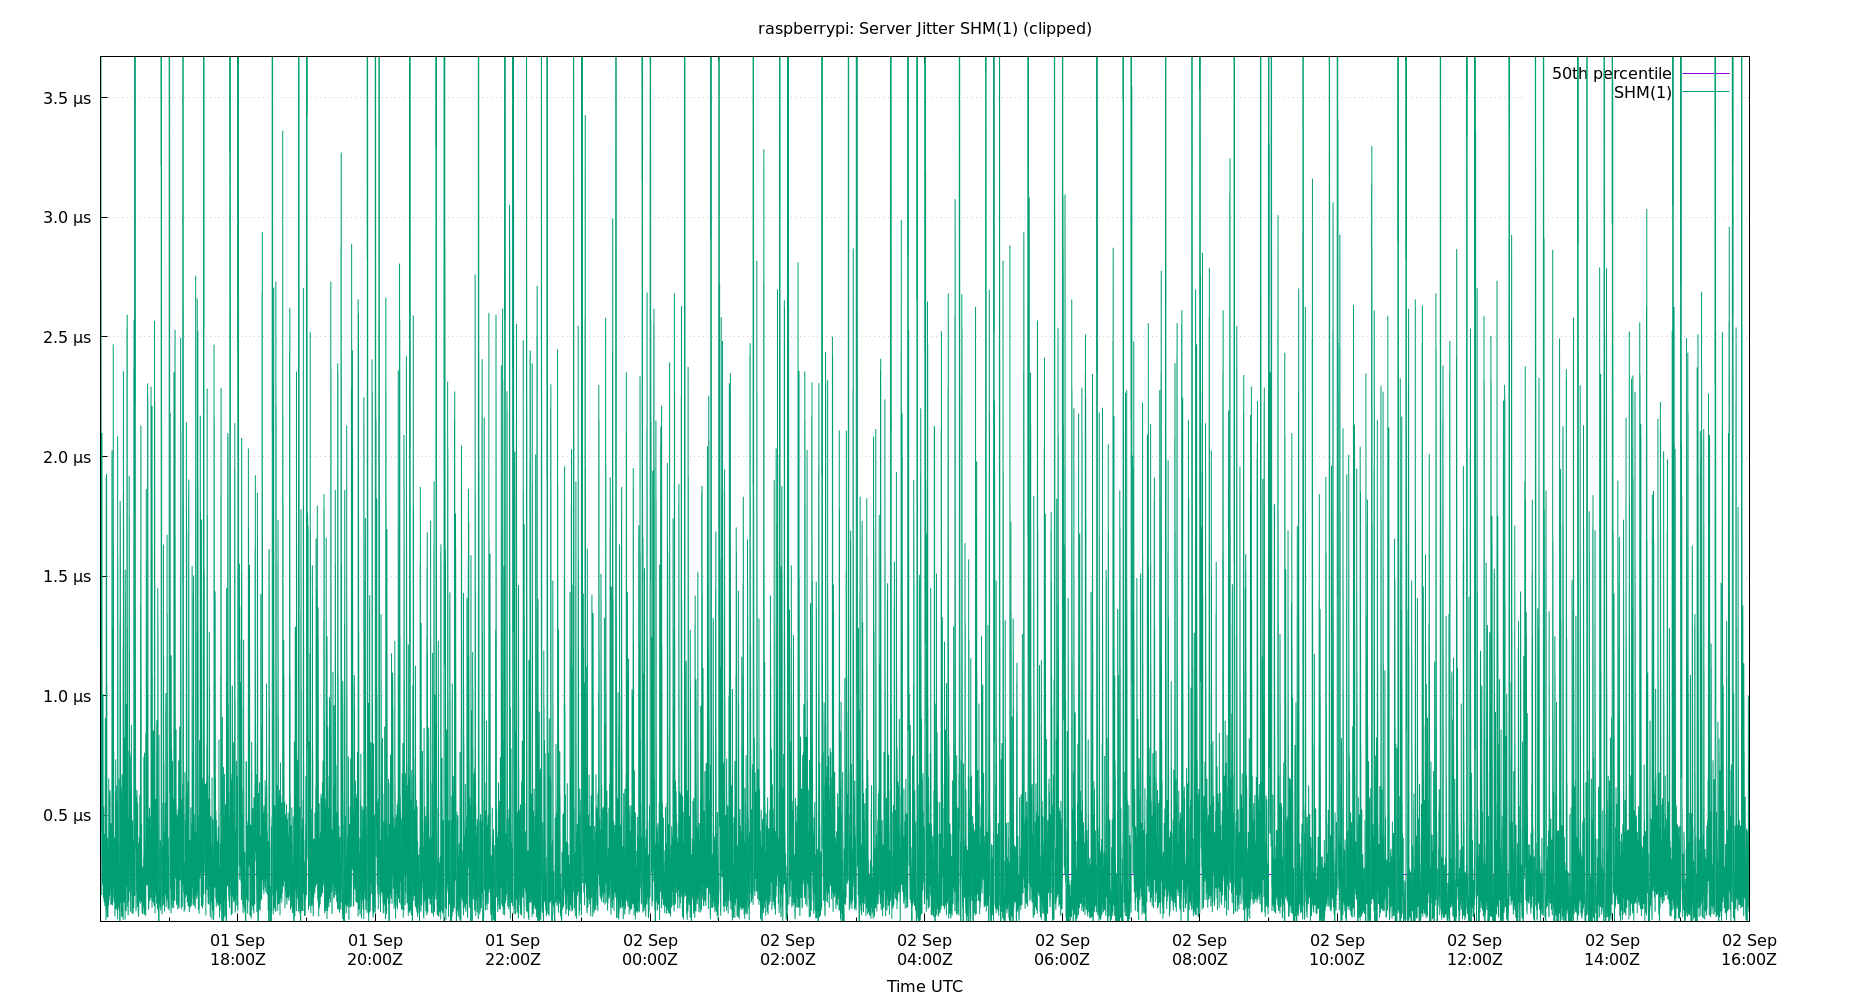 raspberrypi: Server Jitter SHM(1) (clipped)
50th percentile
SHM(1)
3.5 µs
3.0 µs
2.5 µs
2.0 µs
1.5 µs
1.0 µs
0.5 µs
01 Sep 01 Sep 01 Sep 02 Sep 02 Sep 02 Sep 02 Sep 02 Sep 02 Sep 02 Sep 02 Sep 02 Sep
18:00Z 20:00Z 22:00Z 00:00Z 02:00Z 04:00Z 06:00Z 08:00Z 10:00Z 12:00Z 14:00Z 16:00Z
Time UTC